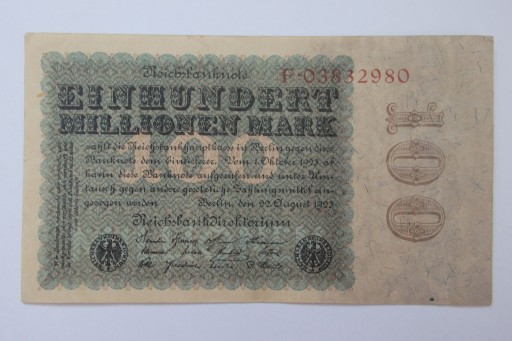 Reichsbanknote
F·03832980
EINHUNDERT
MILLIONEN MARK
zahlt die Reichsbankhauptkasse in Berlin gegen diese
Banknote dem Einlieferer. Vom 1. Oktober 1923 ab
kann diese Banknote aufgerufen und unter Um-
tausch gegen andere gesetzliche Zahlungsmittel ein-
gezogen werden
Berlin, den 22. August 1923
Reichsbankdirektorium
100